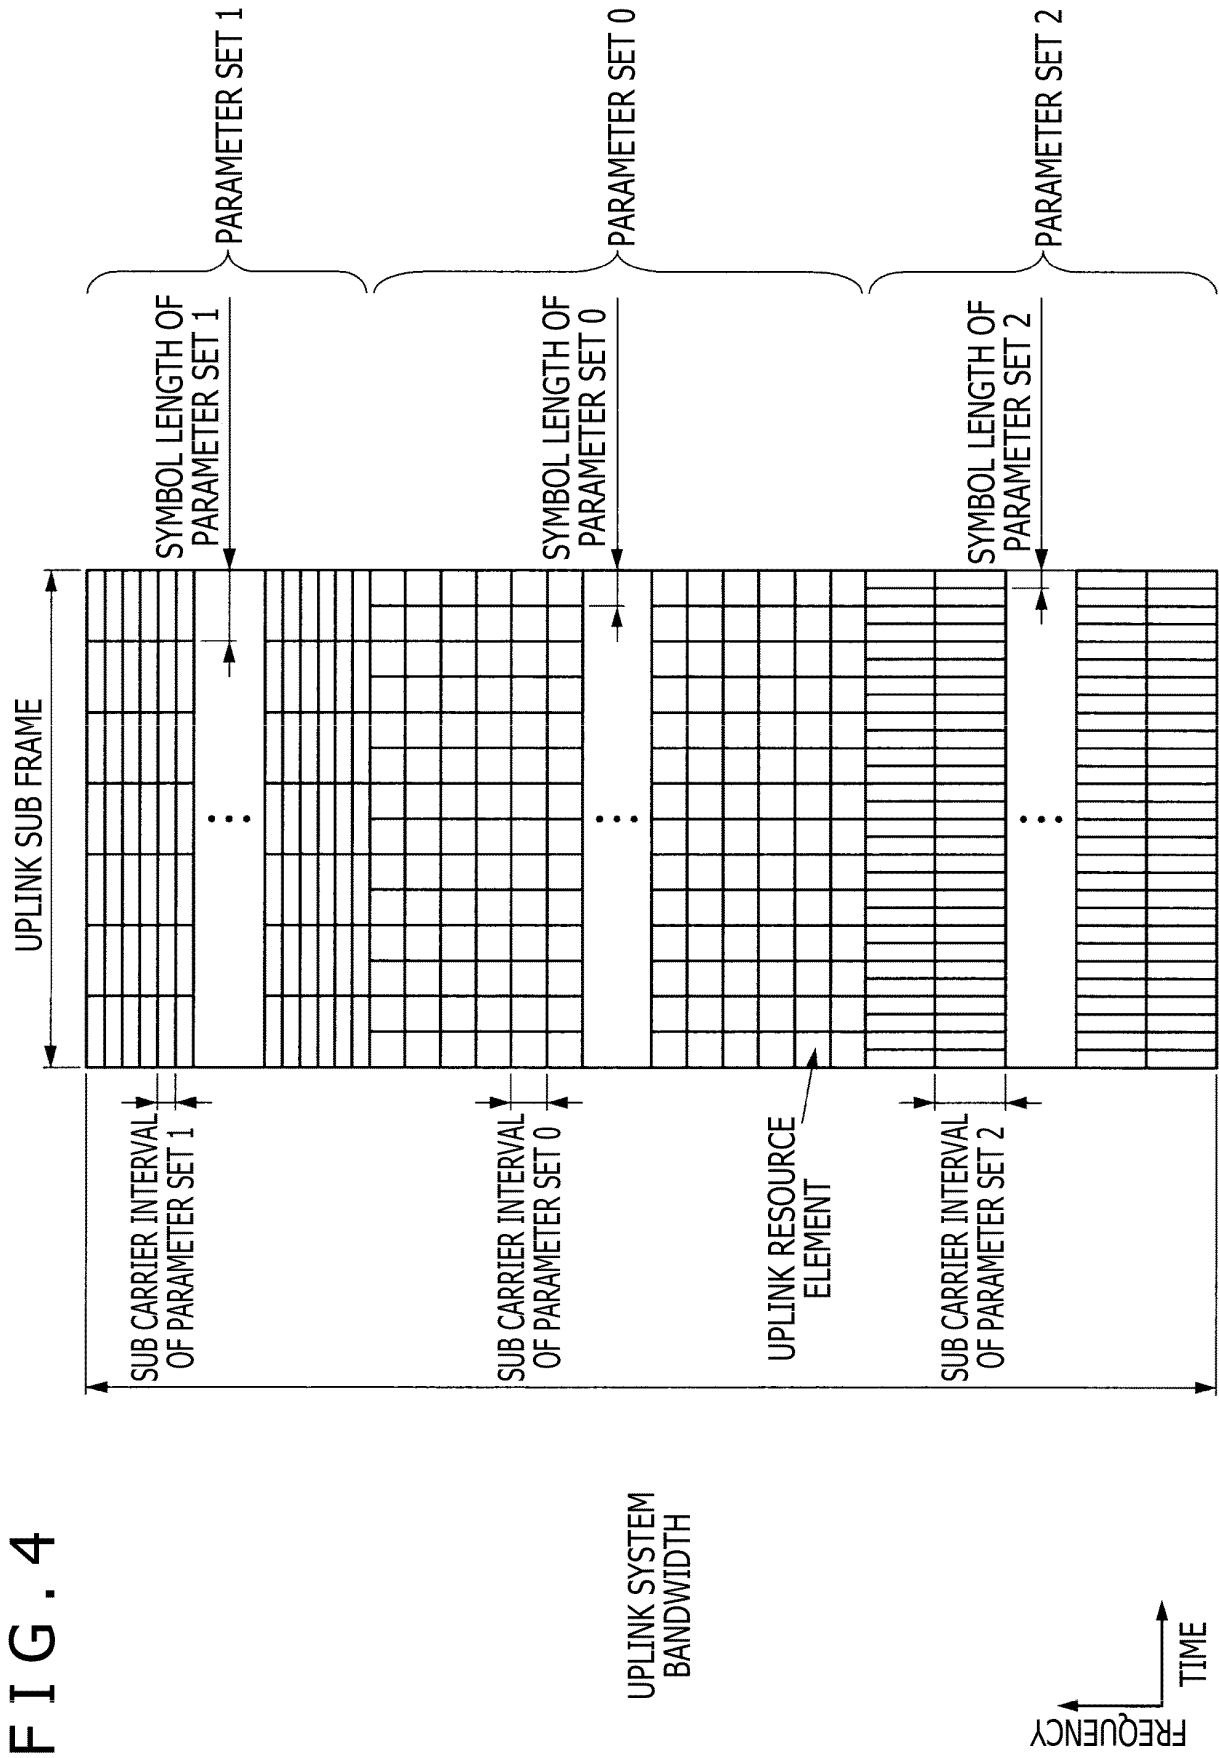 FIG.4
UPLINK SUB FRAME
SUB CARRIER INTERVAL
OF PARAMETER SET 1
SYMBOL LENGTH OF
PARAMETER SET 1
PARAMETER SET 1
SUB CARRIER INTERVAL
OF PARAMETER SET 0
SYMBOL LENGTH OF
PARAMETER SET 0
PARAMETER SET 0
UPLINK SYSTEM
BANDWIDTH
UPLINK RESOURCE
ELEMENT
SUB CARRIER INTERVAL
OF PARAMETER SET 2
SYMBOL LENGTH OF
PARAMETER SET 2
PARAMETER SET 2
FREQUENCY
TIME